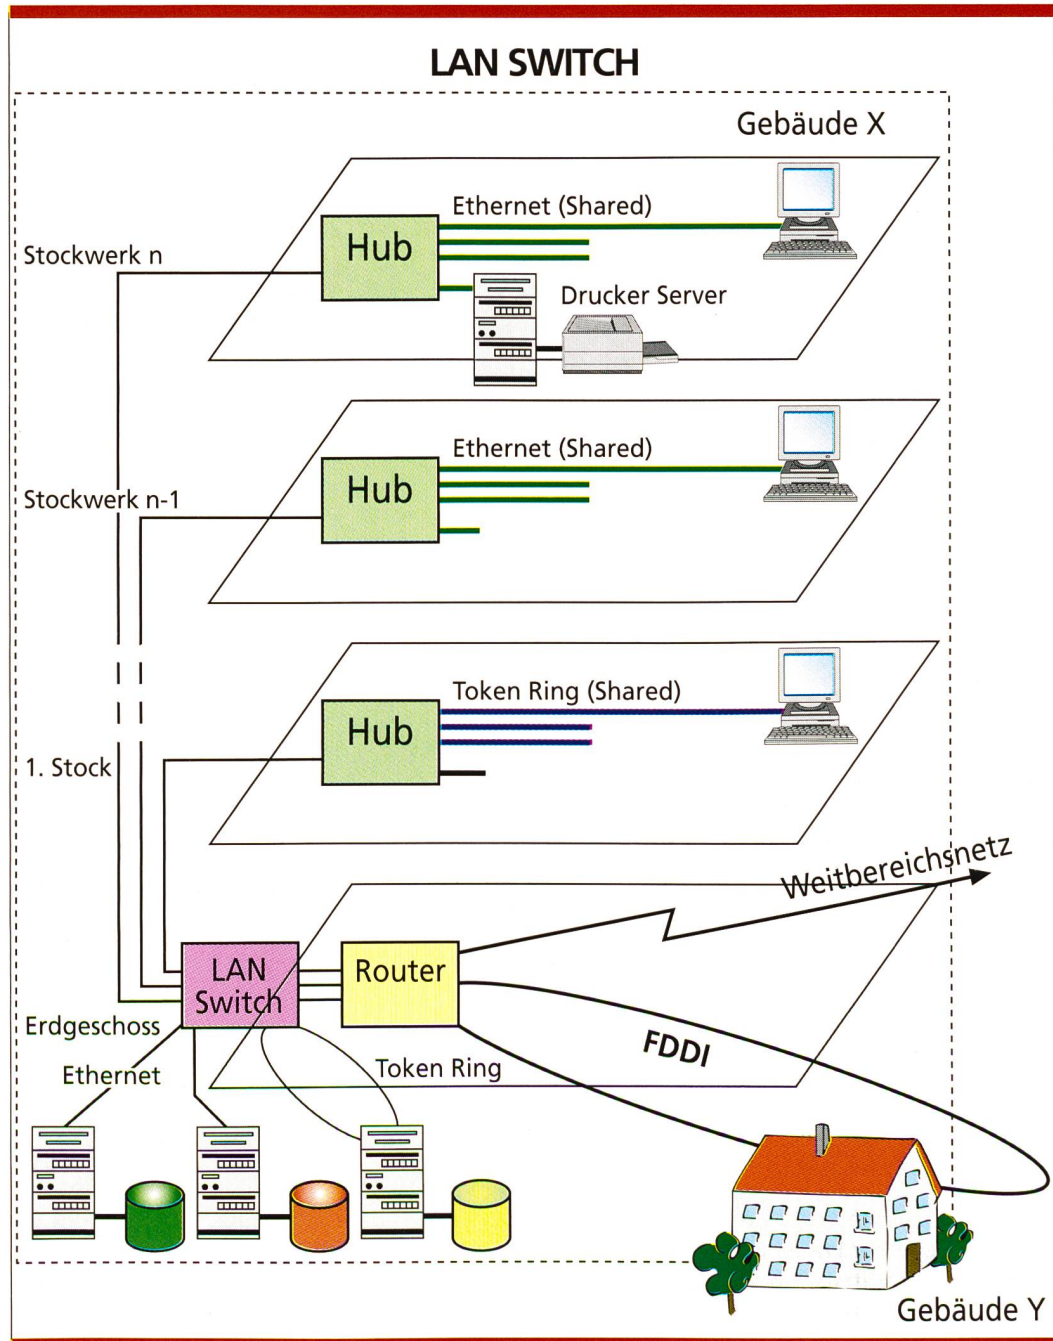 LAN SWITCH
Gebäude X
Ethernet (Shared)
Hub
Stockwerk n
Drucker Server
Ethernet (Shared)
Hub
Stockwerk n-1
Token Ring (Shared)
Hub
1. Stock
Weitbereichsnetz
LAN
Switch
Router
Erdgeschoss
FDDI
Ethernet
Token Ring
Gebäude Y